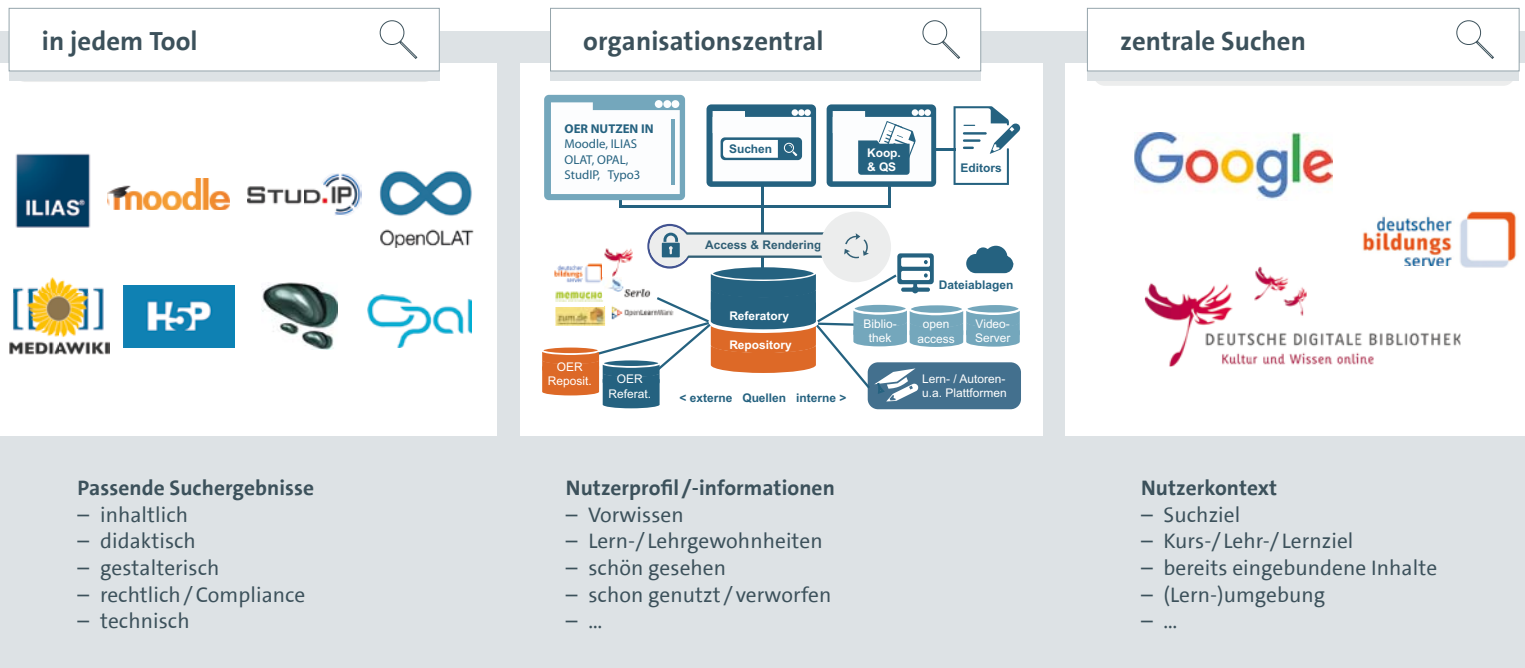 in jedem Tool
ILIAS®
moodle
STUD.IP
OpenOLAT
MEDIAWIKI
H5P
Opal
organisationszentral
OER NUTZEN IN
Moodle, ILIAS
OLAT, OPAL,
StudIP, Typo3
Suchen
Koop.
& QS
Editors
Access & Rendering
deutscher
bildungs
server
memucho
Serlo
zum.de
OpenLearnWare
Referatory
Repository
OER
Reposit.
OER
Referat.
Dateiablagen
Biblio-
thek
open
access
Video-
Server
Lern- / Autoren-
u.a. Plattformen
< externe Quellen interne >
zentrale Suchen
Google
deutscher
bildungs
server
DEUTSCHE DIGITALE BIBLIOTHEK
Kultur und Wissen online
Passende Suchergebnisse
– inhaltlich
– didaktisch
– gestalterisch
– rechtlich / Compliance
– technisch
Nutzerprofil /-informationen
– Vorwissen
– Lern-/ Lehrgewohnheiten
– schön gesehen
– schon genutzt / verworfen
– ...
Nutzerkontext
– Suchziel
– Kurs-/ Lehr-/ Lernziel
– bereits eingebundene Inhalte
– (Lern-)umgebung
– ...